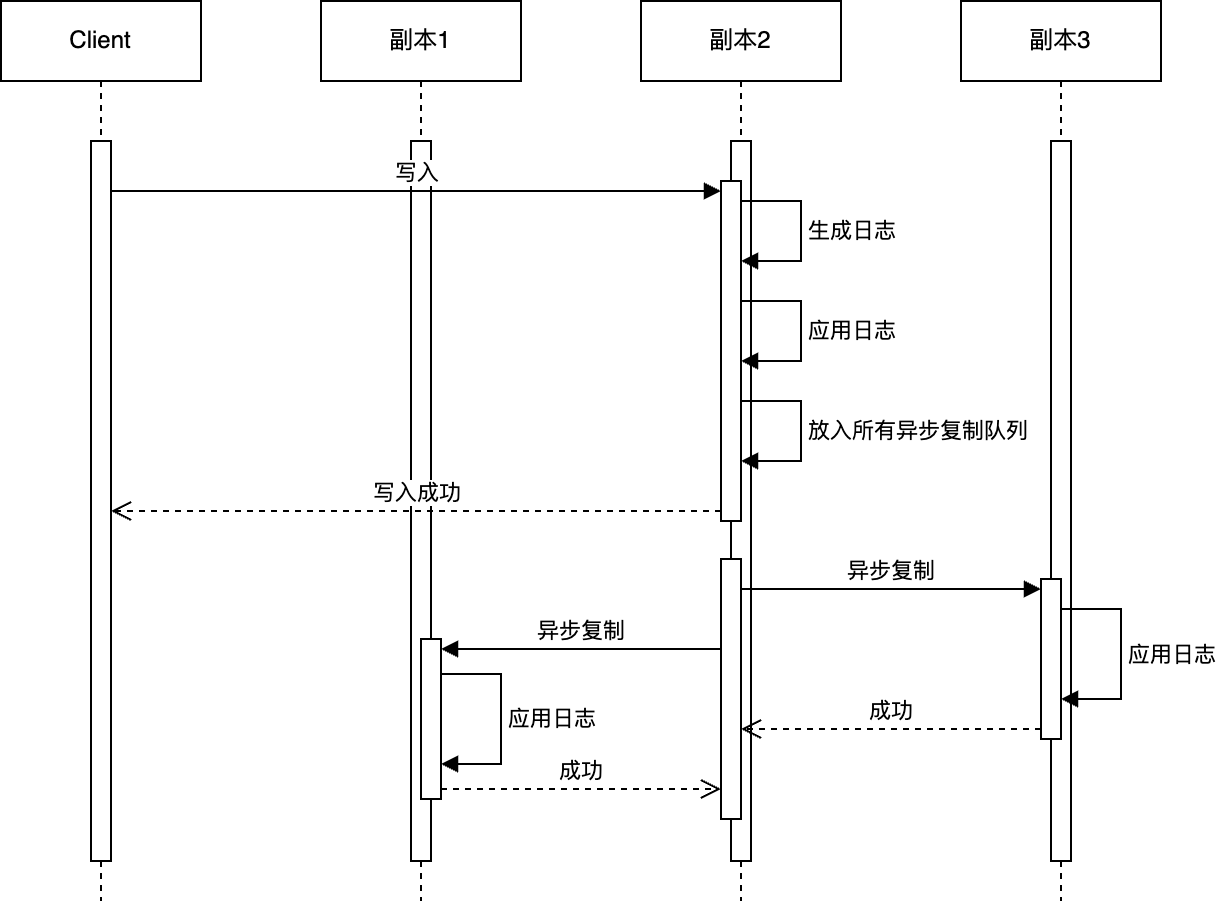 Client
副本1
副本2
副本3
写入
生成日志
应用日志
放入所有异步复制队列
写入成功
异步复制
异步复制
应用日志
成功
应用日志
成功